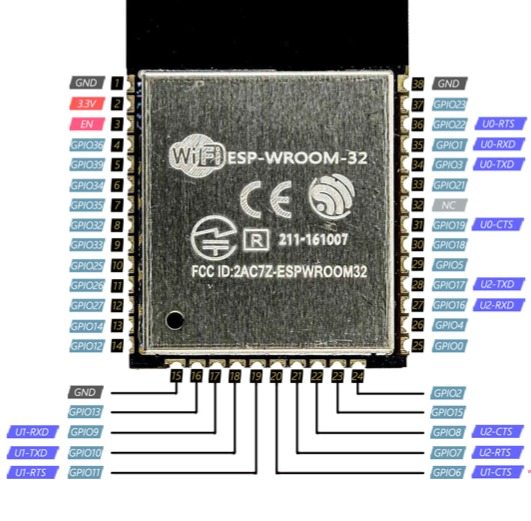 GND 1 38 GND
3.3V 2 37 GPIO23
EN 3 36 GPIO22 U0-RTS
GPIO36 4 35 GPIO1 U0-RXD
GPIO39 5 34 GPIO3 U0-TXD
GPIO34 6 33 GPIO21
GPIO35 7 32 NC
GPIO32 8 31 GPIO19 U0-CTS
GPIO33 9 30 GPIO18
GPIO25 10 29 GPIO5
GPIO26 11 28 GPIO17 U2-TXD
GPIO27 12 27 GPIO16 U2-RXD
GPIO14 13 26 GPIO4
GPIO12 14 25 GPIO0
WiFi ESP-WROOM-32
CE
R 211-161007
FCC ID:2AC7Z-ESPWROOM32
15 16 17 18 19 20 21 22 23 24
GND GPIO2
GPIO13 GPIO15
U1-RXD GPIO9 GPIO8 U2-CTS
U1-TXD GPIO10 GPIO7 U2-RTS
U1-RTS GPIO11 GPIO6 U1-CTS